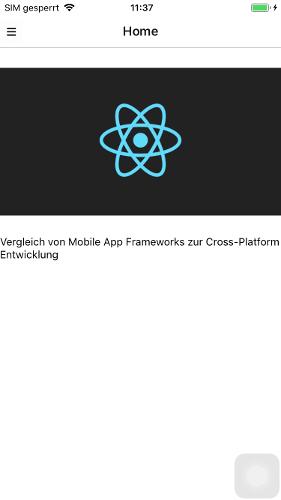 SIM gesperrt 11:37
Home
Vergleich von Mobile App Frameworks zur Cross-Platform
Entwicklung